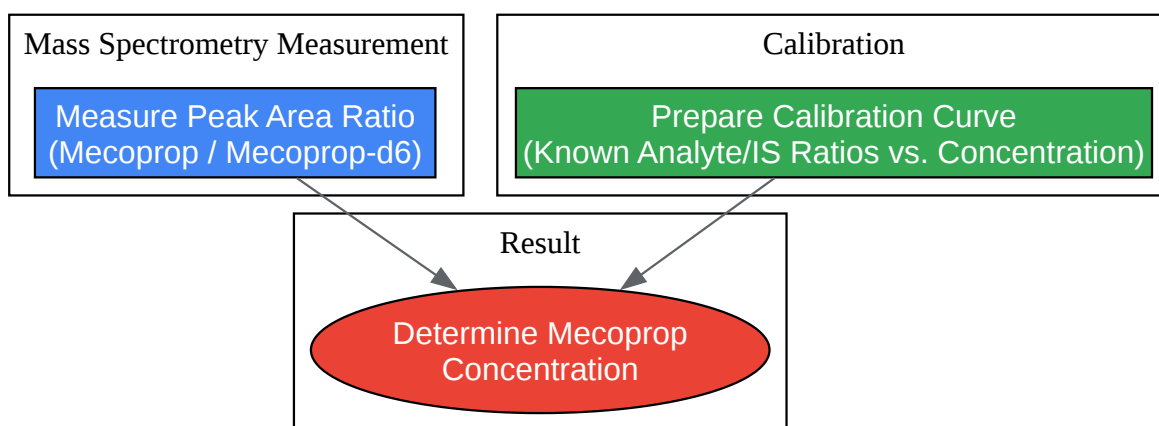 Mass Spectrometry Measurement
Measure Peak Area Ratio
(Mecoprop / Mecoprop-d6)
Calibration
Prepare Calibration Curve
(Known Analyte/IS Ratios vs. Concentration)
Result
Determine Mecoprop
Concentration